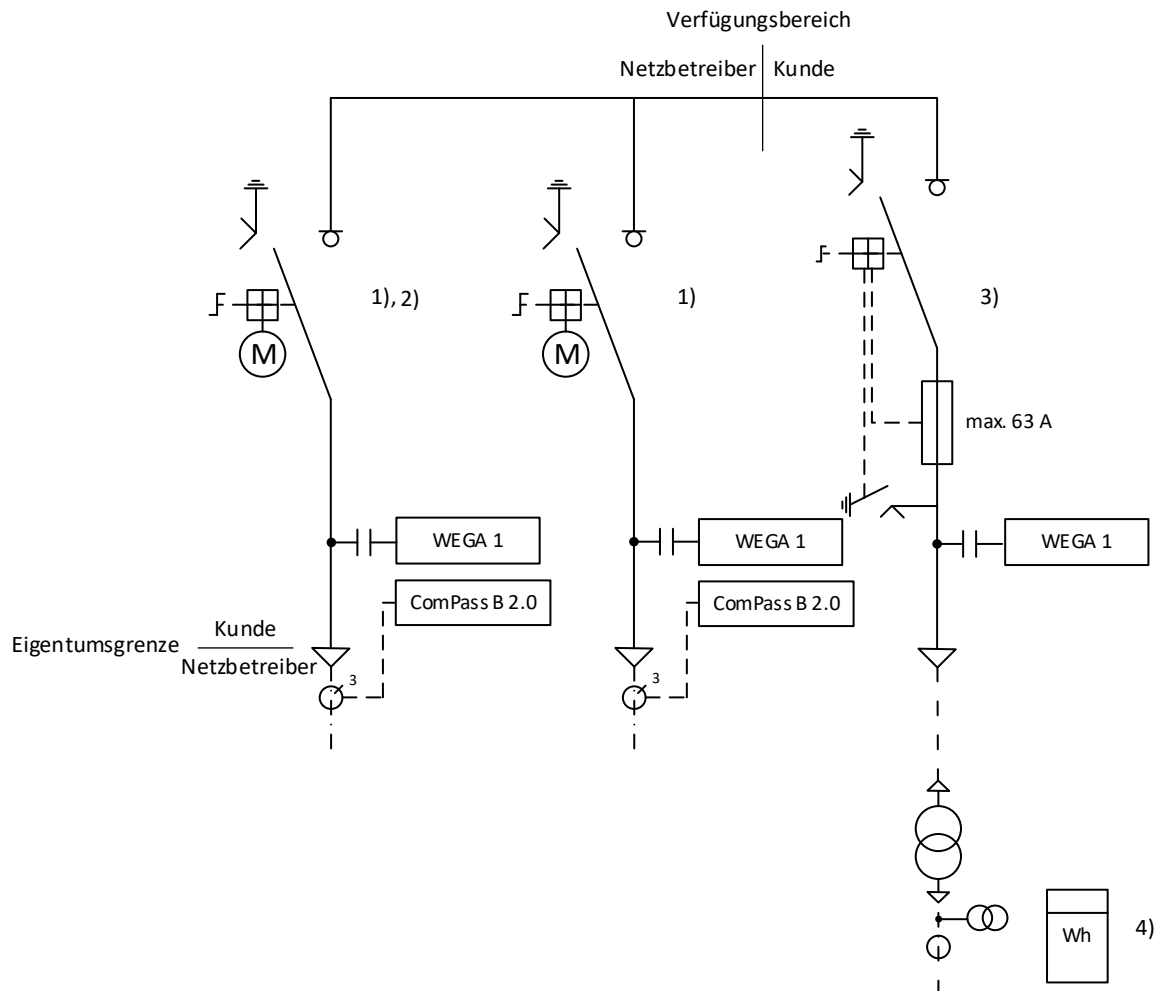 Verfügungsbereich
Netzbetreiber Kunde
1), 2)
1)
3)
M
M
max. 63 A
WEGA 1
WEGA 1
WEGA 1
ComPass B 2.0
ComPass B 2.0
Eigentumsgrenze
Kunde
Netzbetreiber
3
3
Wh
4)